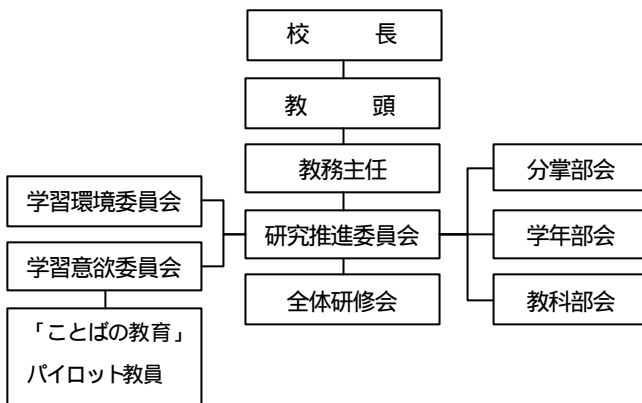 校　　長
教　　頭
教務主任
分掌部会
学習環境委員会
研究推進委員会
学年部会
学習意欲委員会
全体研修会
教科部会
「ことばの教育」
パイロット教員